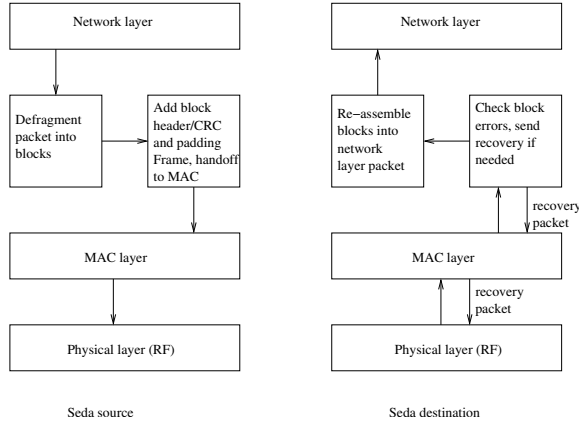 Network layer
Defragment
packet into
blocks
Add block
header/CRC
and padding
Frame, handoff
to MAC
MAC layer
Physical layer (RF)
Seda source
Network layer
Re−assemble
blocks into
network
layer packet
Check block
errors, send
recovery if
needed
recovery
packet
MAC layer
recovery
packet
Physical layer (RF)
Seda destination